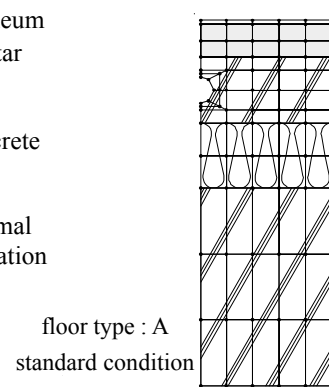 eum
tar
rete
mal
ation
floor type : A
standard condition